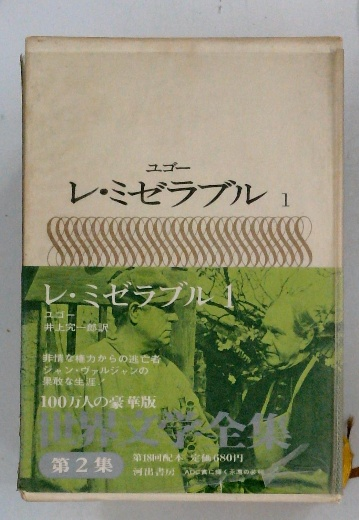 ユゴー
レ・ミゼラブル 1
レ・ミゼラブル 1
ユゴー
井上究一郎訳
非情な権力からの逃亡者
ジャン・ヴァルジャンの
果敢な生涯
100万人の豪華版
世界文学全集
第2集
第18回配本 定価680円
河出書房